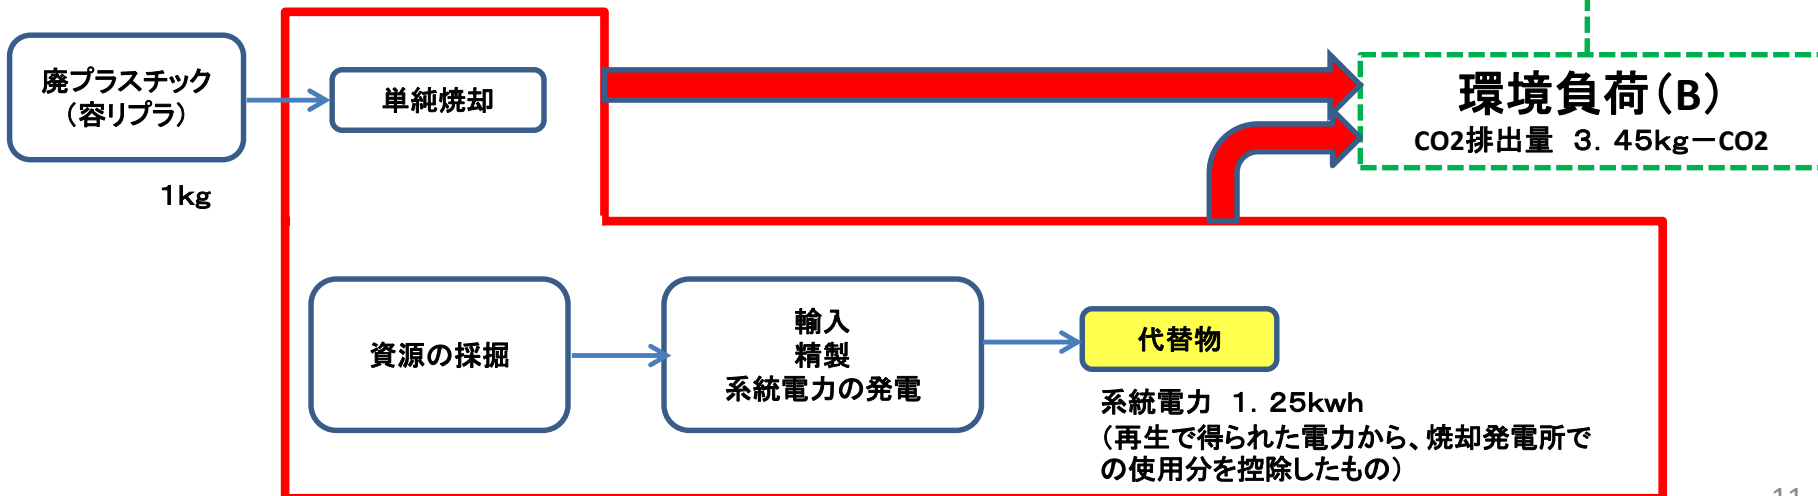 廃プラスチック
（容リプラ）
1kg
単純焼却
環境負荷（B）
CO2排出量　3．45kg－CO2
資源の採掘
輸入
精製
系統電力の発電
代替物
系統電力　1．25kwh
（再生で得られた電力から、焼却発電所で
の使用分を控除したもの）
11